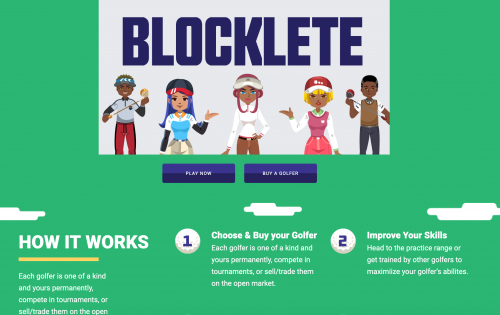 BLOCKLETE
PLAY NOW
BUY A GOLFER
HOW IT WORKS
Each golfer is one of a kind
and yours permanently,
compete in tournaments, or
sell/trade them on the open
1
Choose & Buy your Golfer
Each golfer is one of a kind and
yours permanently, compete in
tournaments, or sell/trade them
on the open market.
2
Improve Your Skills
Head to the practice range or
get trained by other golfers to
maximiize your golfer's abilites.